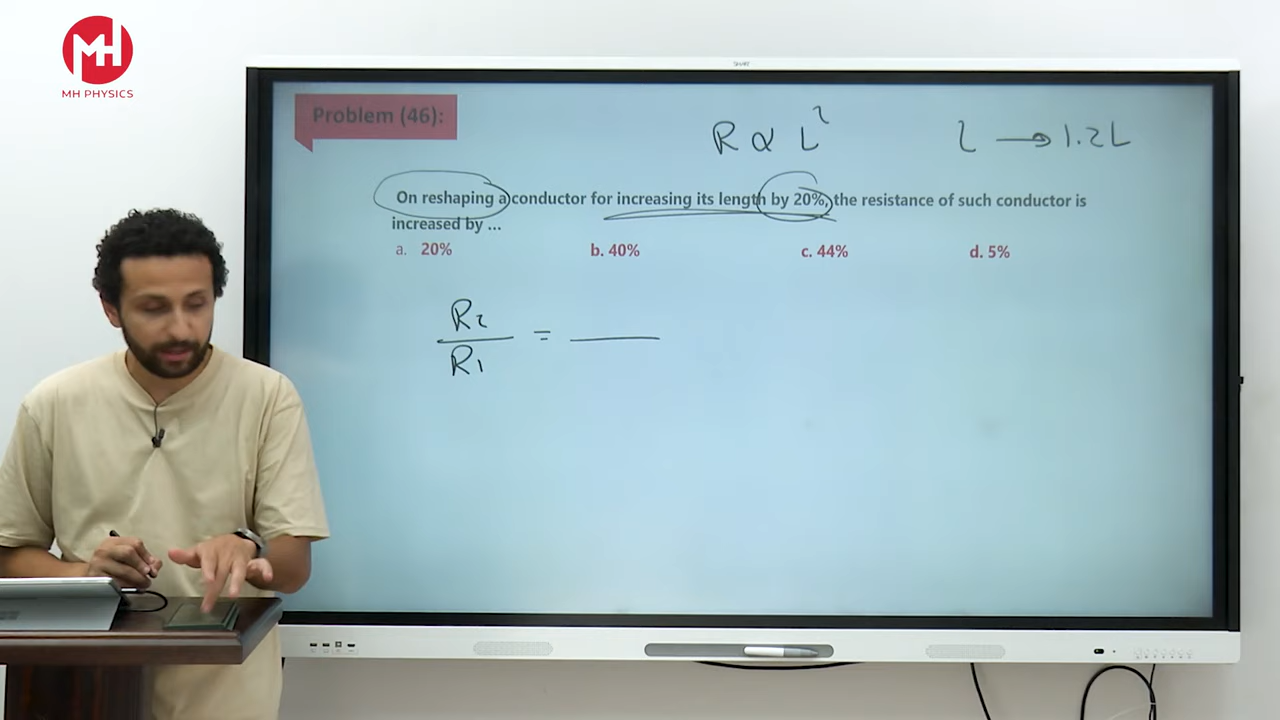 MH
MH PHYSICS
SMART
Problem (46):
R ∝ L²
L → 1.2L
On reshaping a conductor for increasing its length by 20%, the resistance of such conductor is
increased by ...
a. 20% b. 40% c. 44% d. 5%
R₂
=
R₁